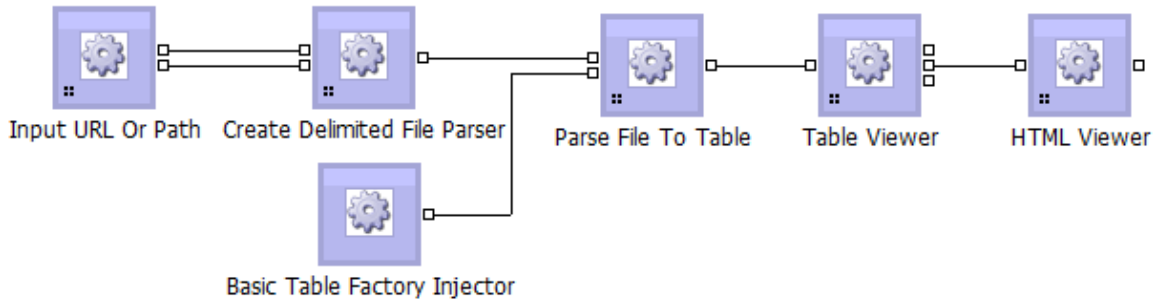 Input URL Or Path
Create Delimited File Parser
Parse File To Table
Table Viewer
HTML Viewer
Basic Table Factory Injector